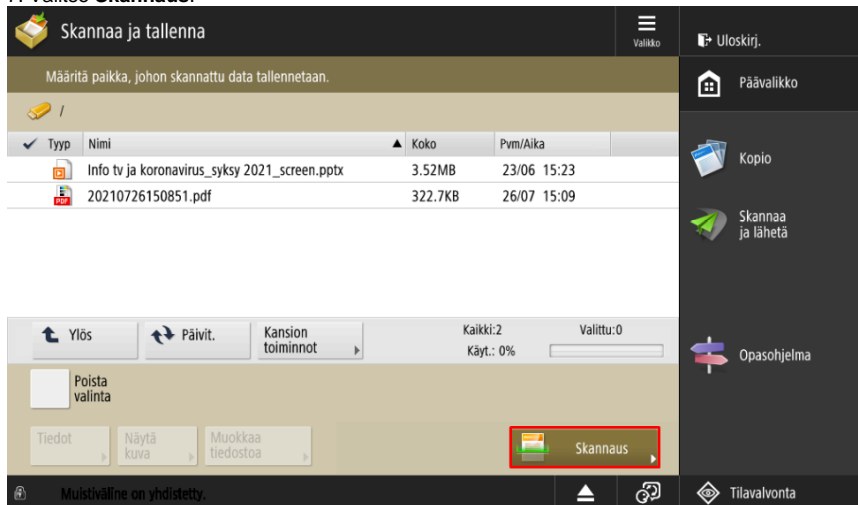 7. Valitse Skannaus.
Skannaa ja tallenna
Valikko
Uloskirj.
Määritä paikka, johon skannattu data tallennetaan.
Päävalikko
/
Tyyp Nimi Koko Pvm/Aika
Info tv ja koronavirus_syksy 2021_screen.pptx 3.52MB 23/06 15:23
20210726150851.pdf 322.7KB 26/07 15:09
Kopio
Skannaa
ja lähetä
Ylös
Päivit.
Kansion
toiminnot
Kaikki:2 Valittu:0
Käyt.: 0%
Opasohjelma
Poista
valinta
Tiedot
Näytä
kuva
Muokkaa
tiedostoa
Skannaus
Muistiväline on yhdistetty.
Tilavalvonta